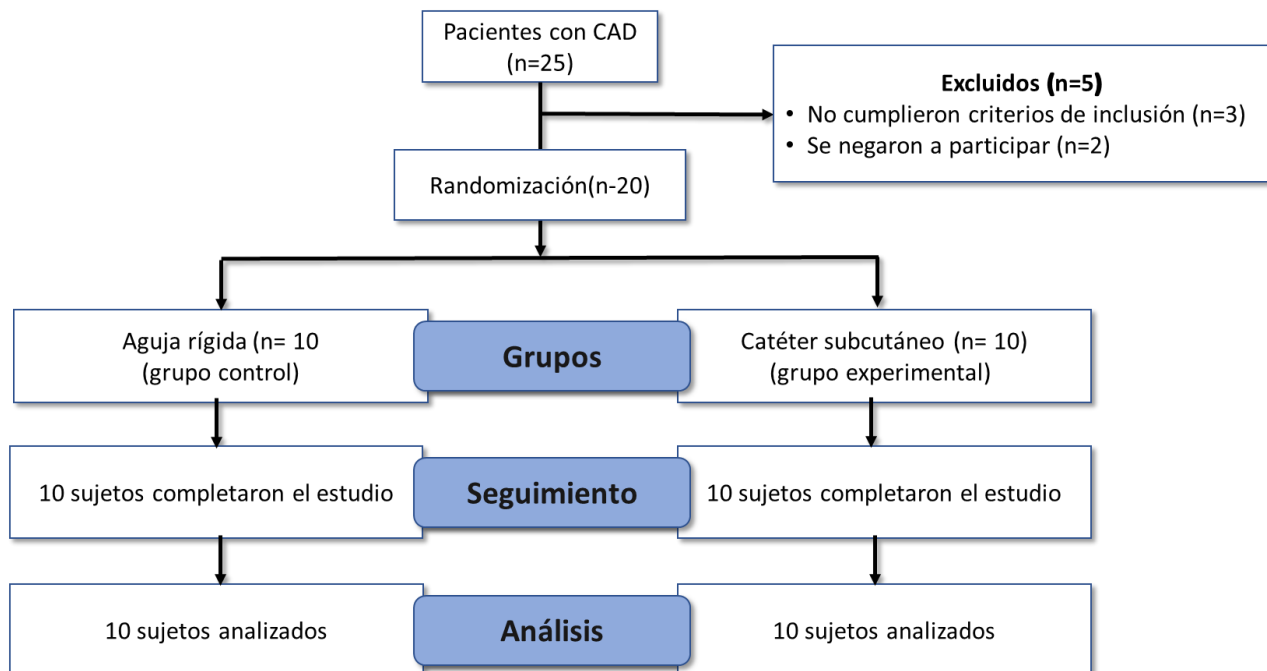 Pacientes con CAD
(n=25)
Excluidos (n=5)
• No cumplieron criterios de inclusión (n=3)
• Se negaron a participar (n=2)
Randomización(n-20)
Aguja rígida (n= 10
(grupo control)
Grupos
Catéter subcutáneo (n= 10)
(grupo experimental)
10 sujetos completaron el estudio
Seguimiento
10 sujetos completaron el estudio
10 sujetos analizados
Análisis
10 sujetos analizados